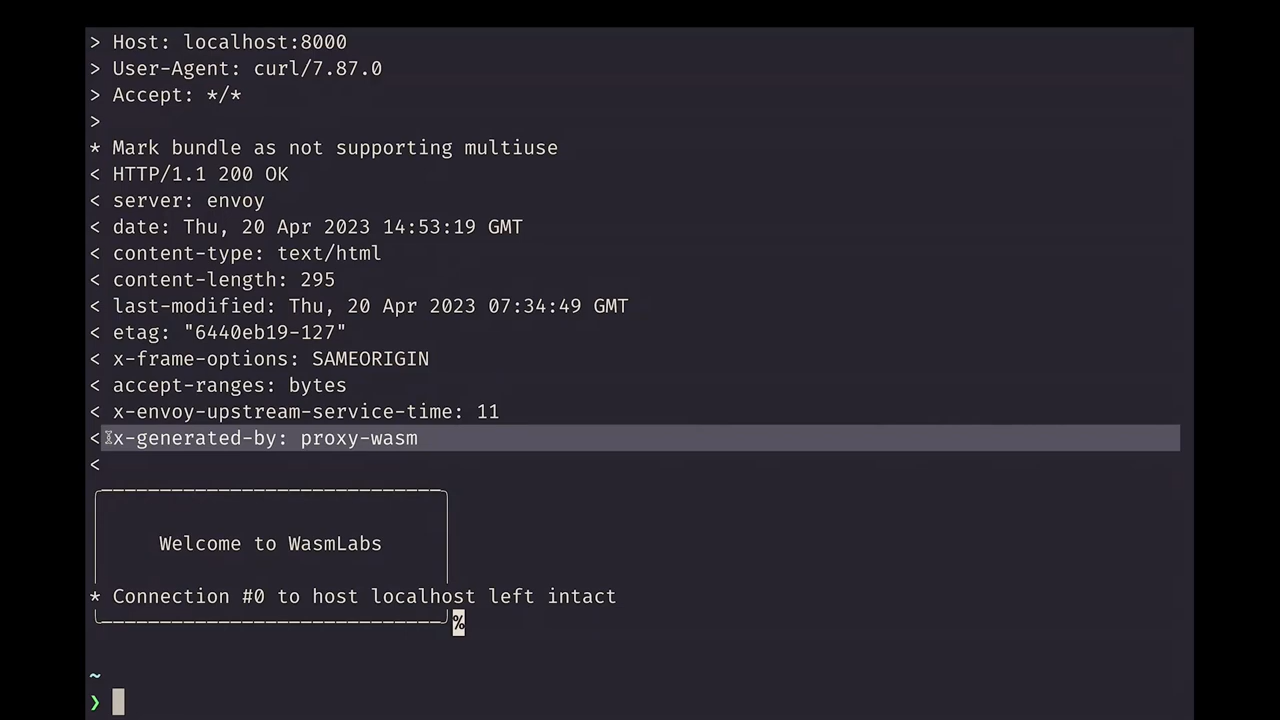 > Host: localhost:8000
> User-Agent: curl/7.87.0
> Accept: */*
>
* Mark bundle as not supporting multiuse
< HTTP/1.1 200 OK
< server: envoy
< date: Thu, 20 Apr 2023 14:53:19 GMT
< content-type: text/html
< content-length: 295
< last-modified: Thu, 20 Apr 2023 07:34:49 GMT
< etag: "6440eb19-127"
< x-frame-options: SAMEORIGIN
< accept-ranges: bytes
< x-envoy-upstream-service-time: 11
< x-generated-by: proxy-wasm
<
Welcome to WasmLabs
* Connection #0 to host localhost left intact
%
~
❯